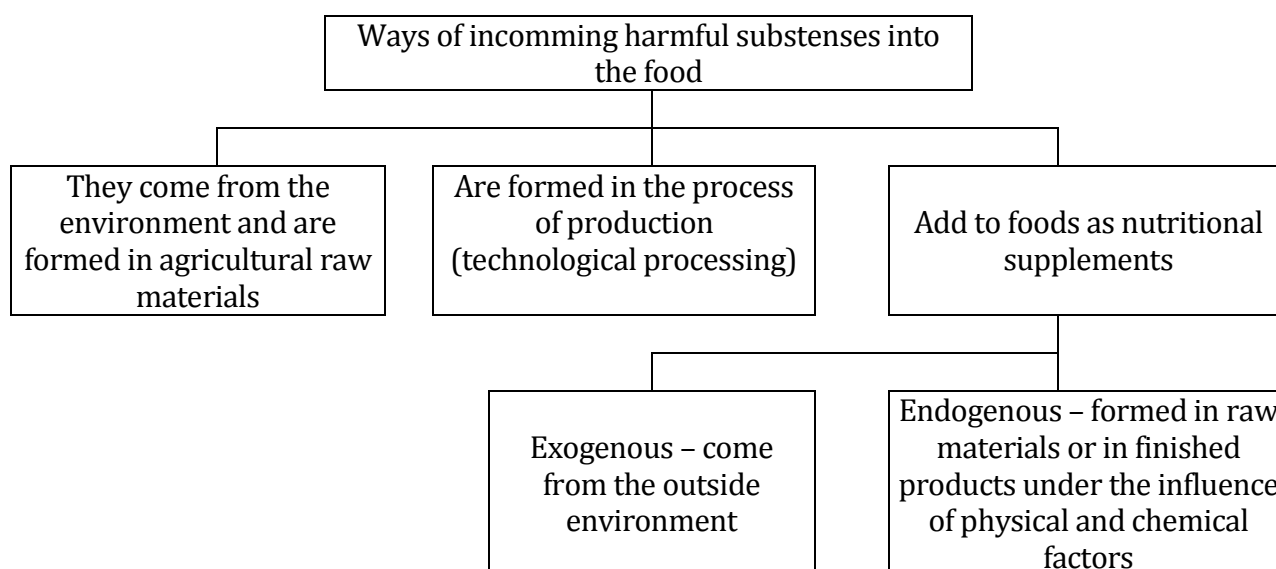 Ways of incomming harmful substenses into
the food
They come from the
environment and are
formed in agricultural raw
materials
Are formed in the process
of production
(technological processing)
Add to foods as nutritional
supplements
Exogenous – come
from the outside
environment
Endogenous – formed in raw
materials or in finished
products under the influence
of physical and chemical
factors